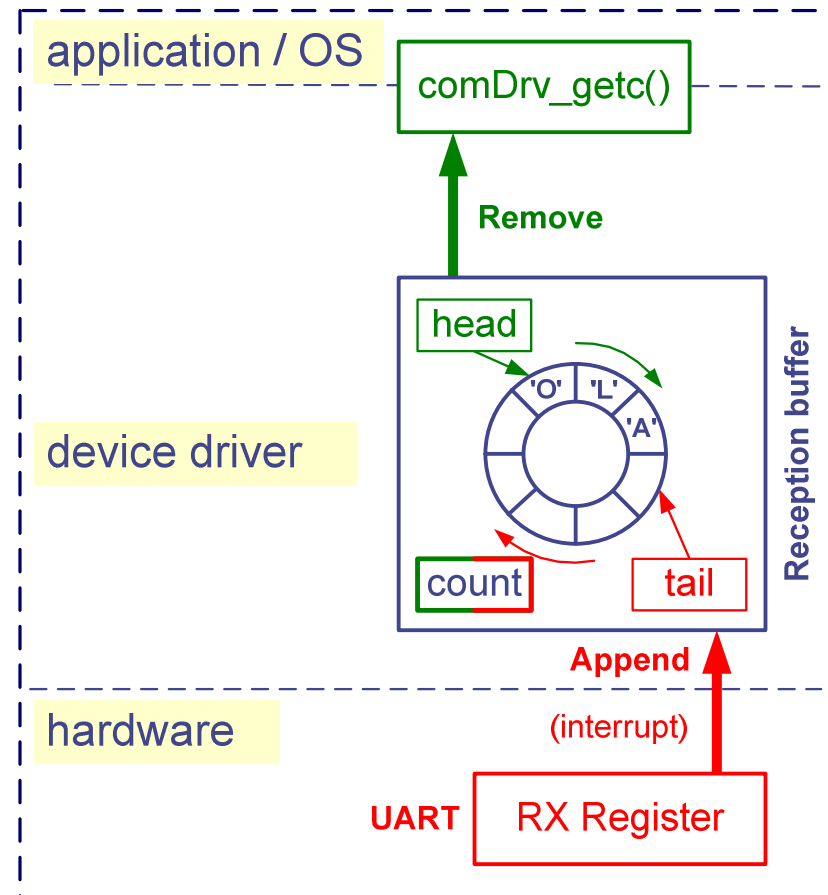 application / OS
comDrv_getc()
Remove
head
'O'
'L'
'A'
Reception buffer
device driver
count
tail
Append
hardware
(interrupt)
UART
RX Register